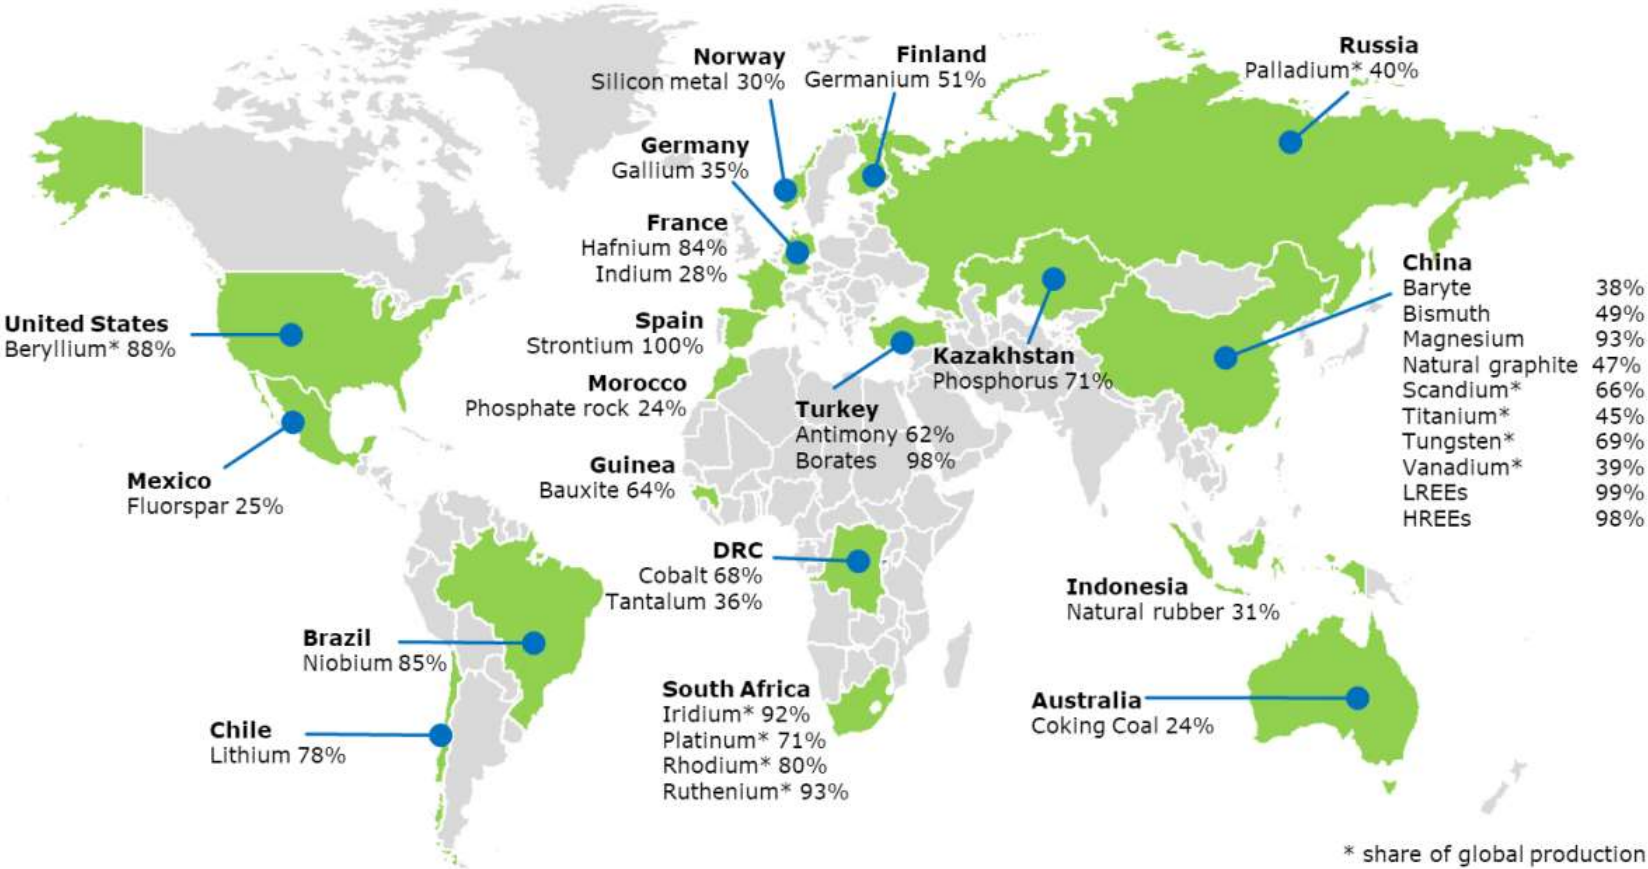 Norway
Silicon metal 30%
Finland
Germanium 51%
Russia
Palladium* 40%
Germany
Gallium 35%
France
Hafnium 84%
Indium 28%
China
Baryte 38%
Bismuth 49%
Magnesium 93%
Natural graphite 47%
Scandium* 66%
Titanium* 45%
Tungsten* 69%
Vanadium* 39%
LREEs 99%
HREEs 98%
United States
Beryllium* 88%
Spain
Strontium 100%
Kazakhstan
Phosphorus 71%
Morocco
Phosphate rock 24%
Turkey
Antimony 62%
Borates 98%
Mexico
Fluorspar 25%
Guinea
Bauxite 64%
DRC
Cobalt 68%
Tantalum 36%
Indonesia
Natural rubber 31%
Brazil
Niobium 85%
South Africa
Iridium* 92%
Platinum* 71%
Rhodium* 80%
Ruthenium* 93%
Australia
Coking Coal 24%
Chile
Lithium 78%
* share of global production